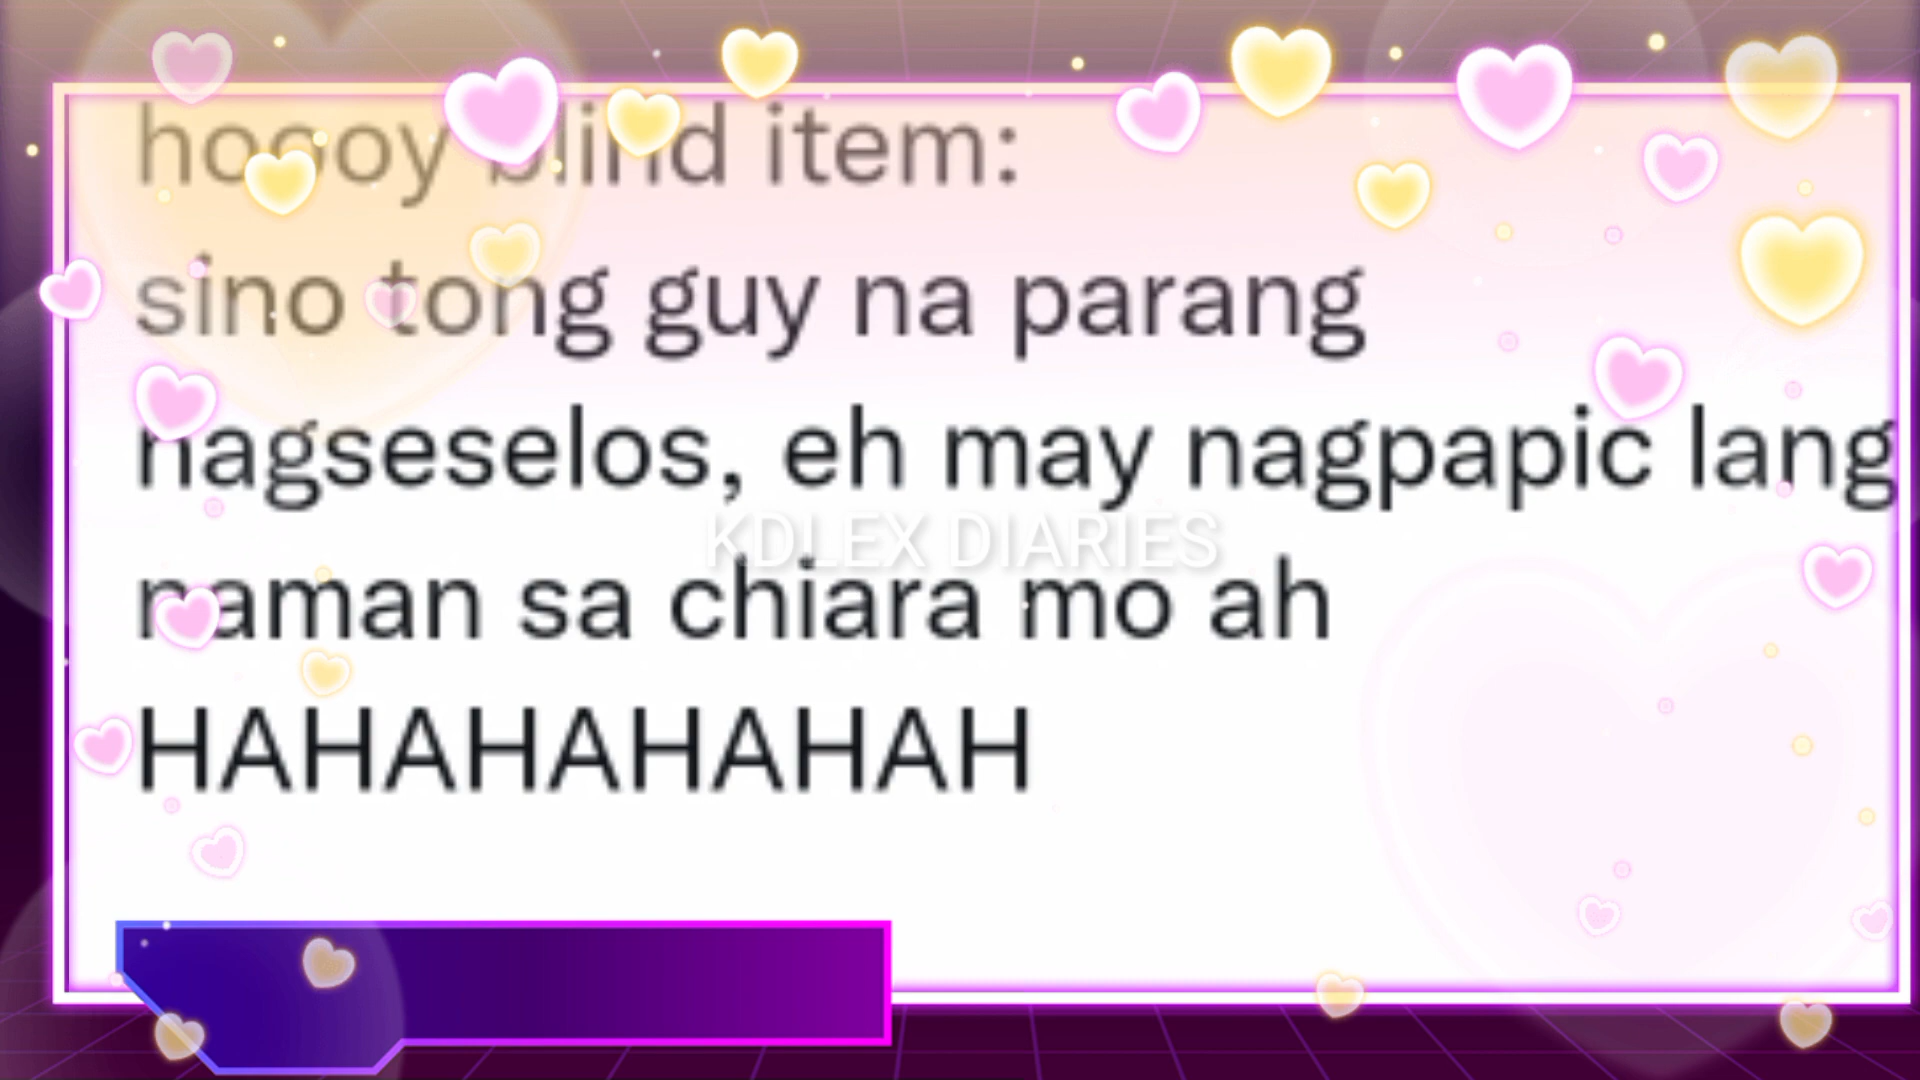 hoooy blind item:
sino tong guy na parang
nagseselos, eh may nagpapic lang
KDLEX DIARIES
naman sa chiara mo ah
HAHAHAHAHAH